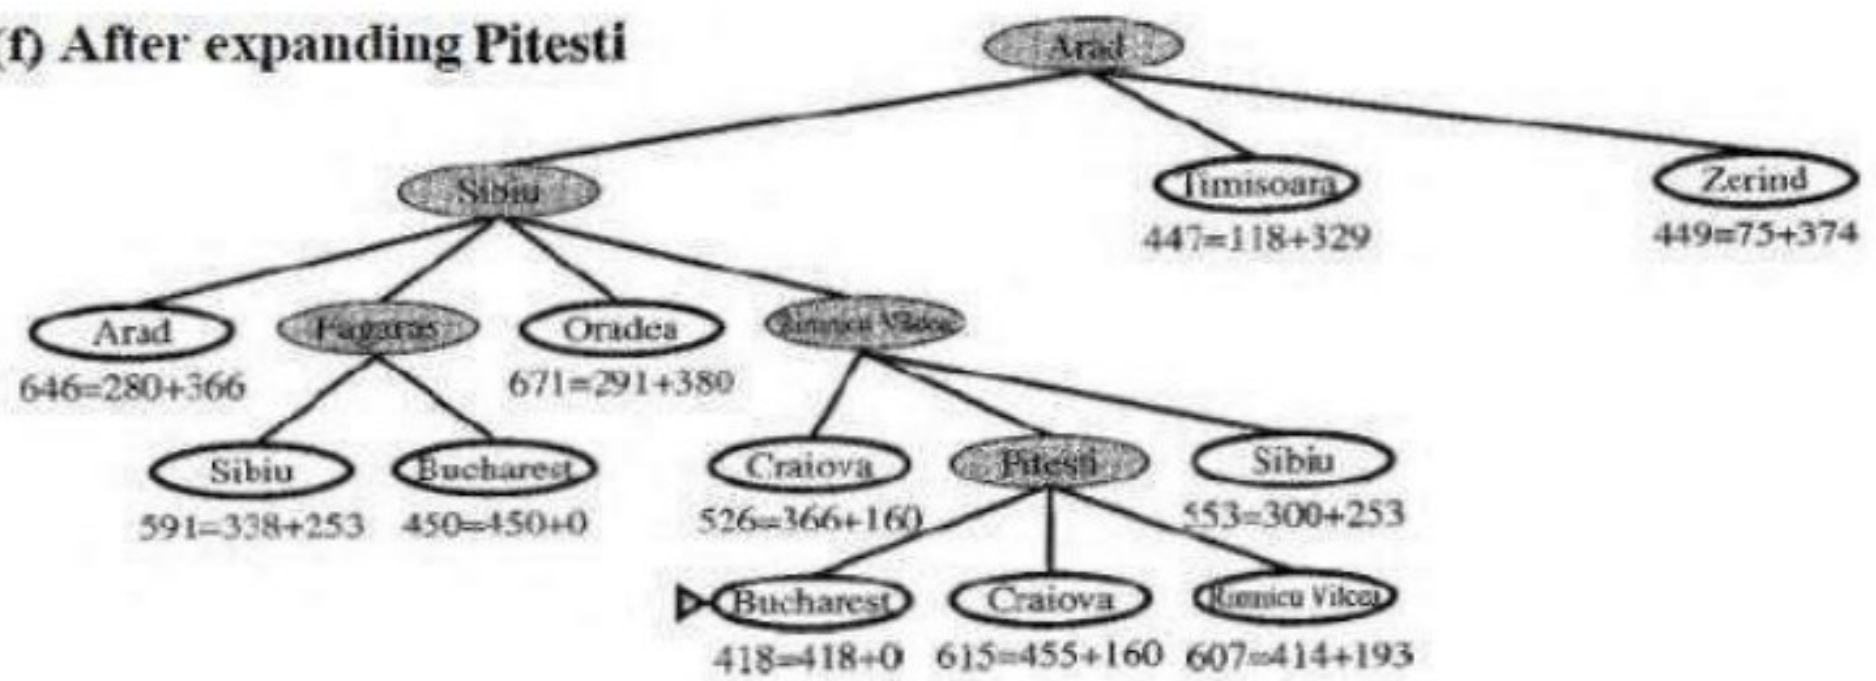 (f) After expanding Pitesti
Arad
Sibiu
Timisoara
Zerind
447=118+329
449=75+374
Arad
Fagaras
Oradea
Rimnicu Vilcea
646=280+366
671=291+380
Sibiu
Bucharest
Craiova
Pitesti
Sibiu
591=338+253
450=450+0
526=366+160
553=300+253
Bucharest
Craiova
Rimnicu Vilcea
418=418+0
615=455+160
607=414+193